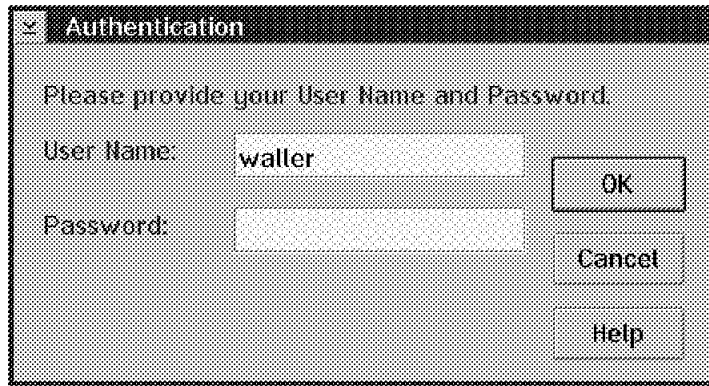 Authentication
Please provide your User Name and Password.
User Name: waller
OK
Password:
Cancel
Help